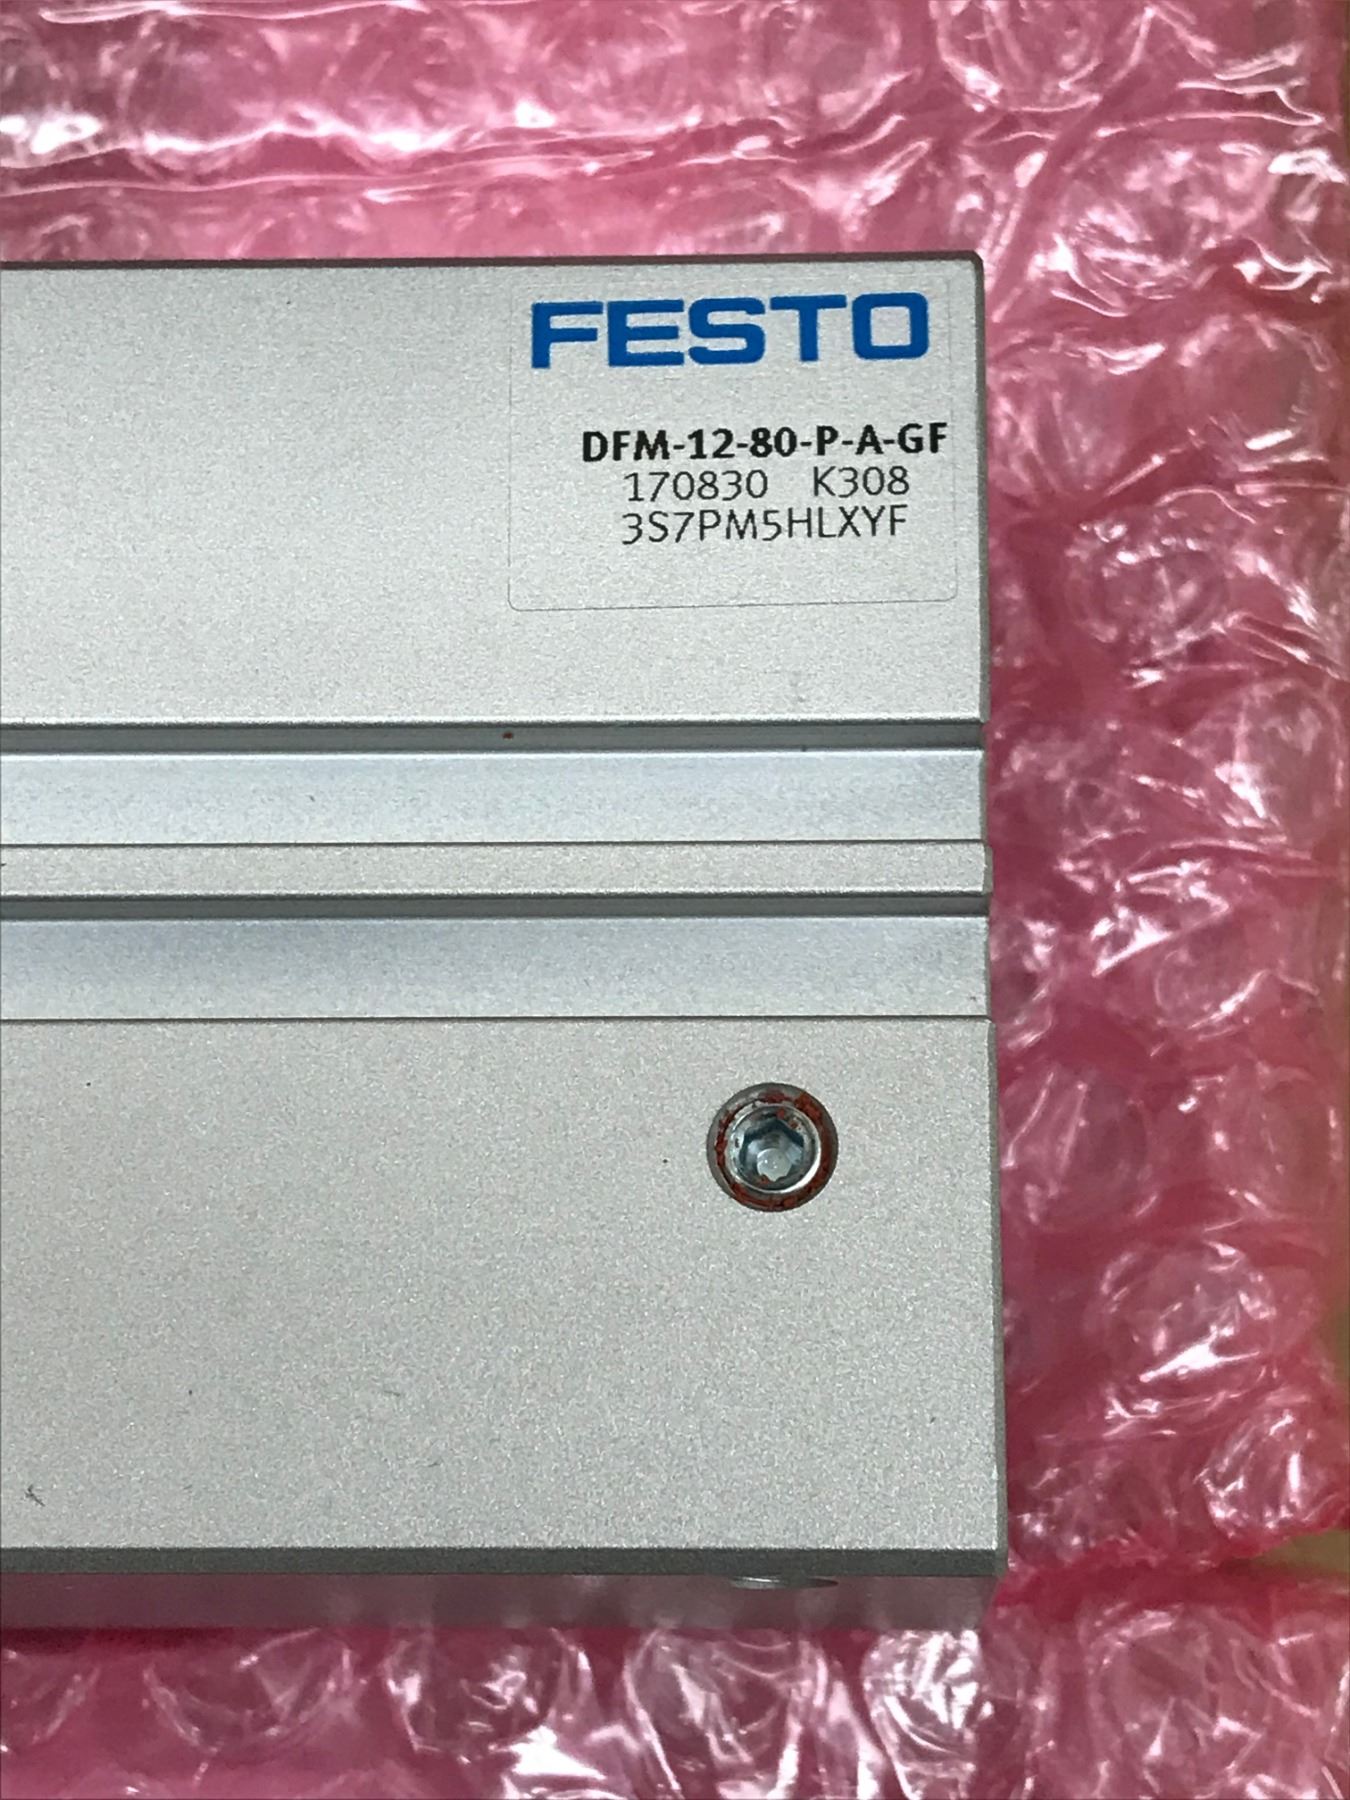 FESTO
DFM-12-80-P-A-GF
170830 K308
3S7PM5HLXYF